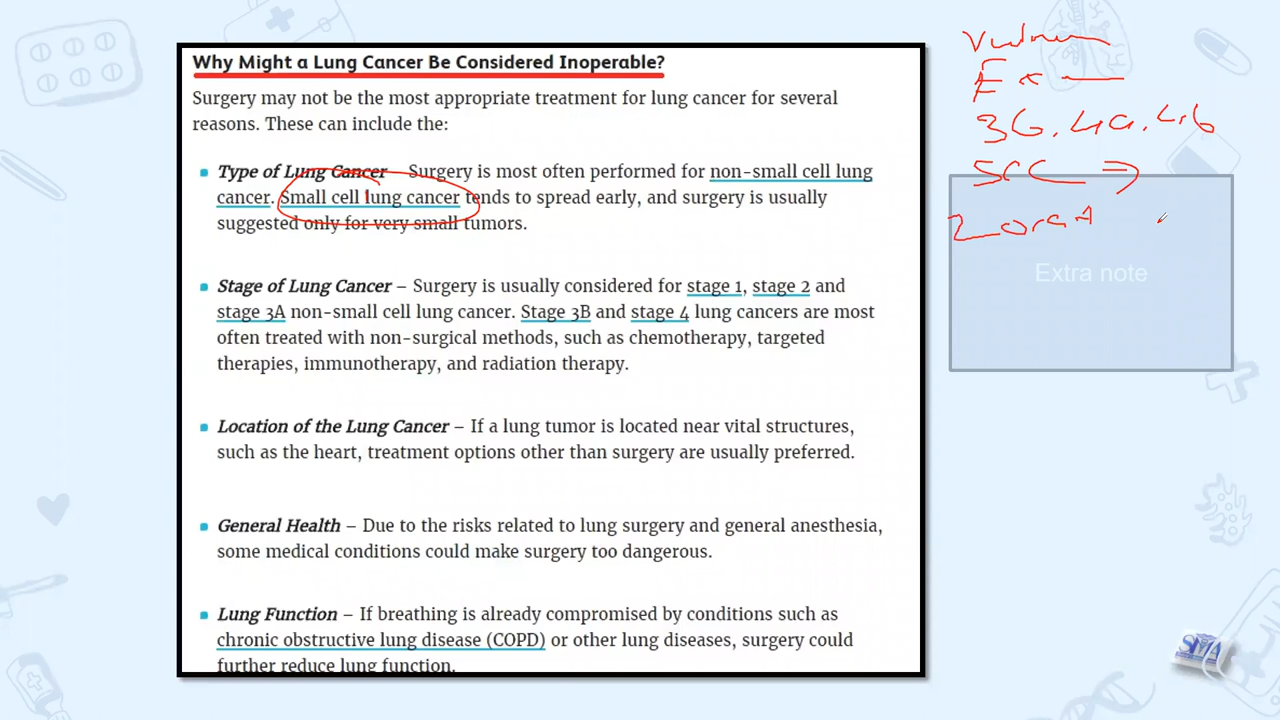 Why Might a Lung Cancer Be Considered Inoperable?
Surgery may not be the most appropriate treatment for lung cancer for several
reasons. These can include the:
Type of Lung Cancer – Surgery is most often performed for non-small cell lung
cancer. Small cell lung cancer tends to spread early, and surgery is usually
suggested only for very small tumors.
Stage of Lung Cancer – Surgery is usually considered for stage 1, stage 2 and
stage 3A non-small cell lung cancer. Stage 3B and stage 4 lung cancers are most
often treated with non-surgical methods, such as chemotherapy, targeted
therapies, immunotherapy, and radiation therapy.
Location of the Lung Cancer – If a lung tumor is located near vital structures,
such as the heart, treatment options other than surgery are usually preferred.
General Health – Due to the risks related to lung surgery and general anesthesia,
some medical conditions could make surgery too dangerous.
Lung Function – If breathing is already compromised by conditions such as
chronic obstructive lung disease (COPD) or other lung diseases, surgery could
further reduce lung function.
Extra note